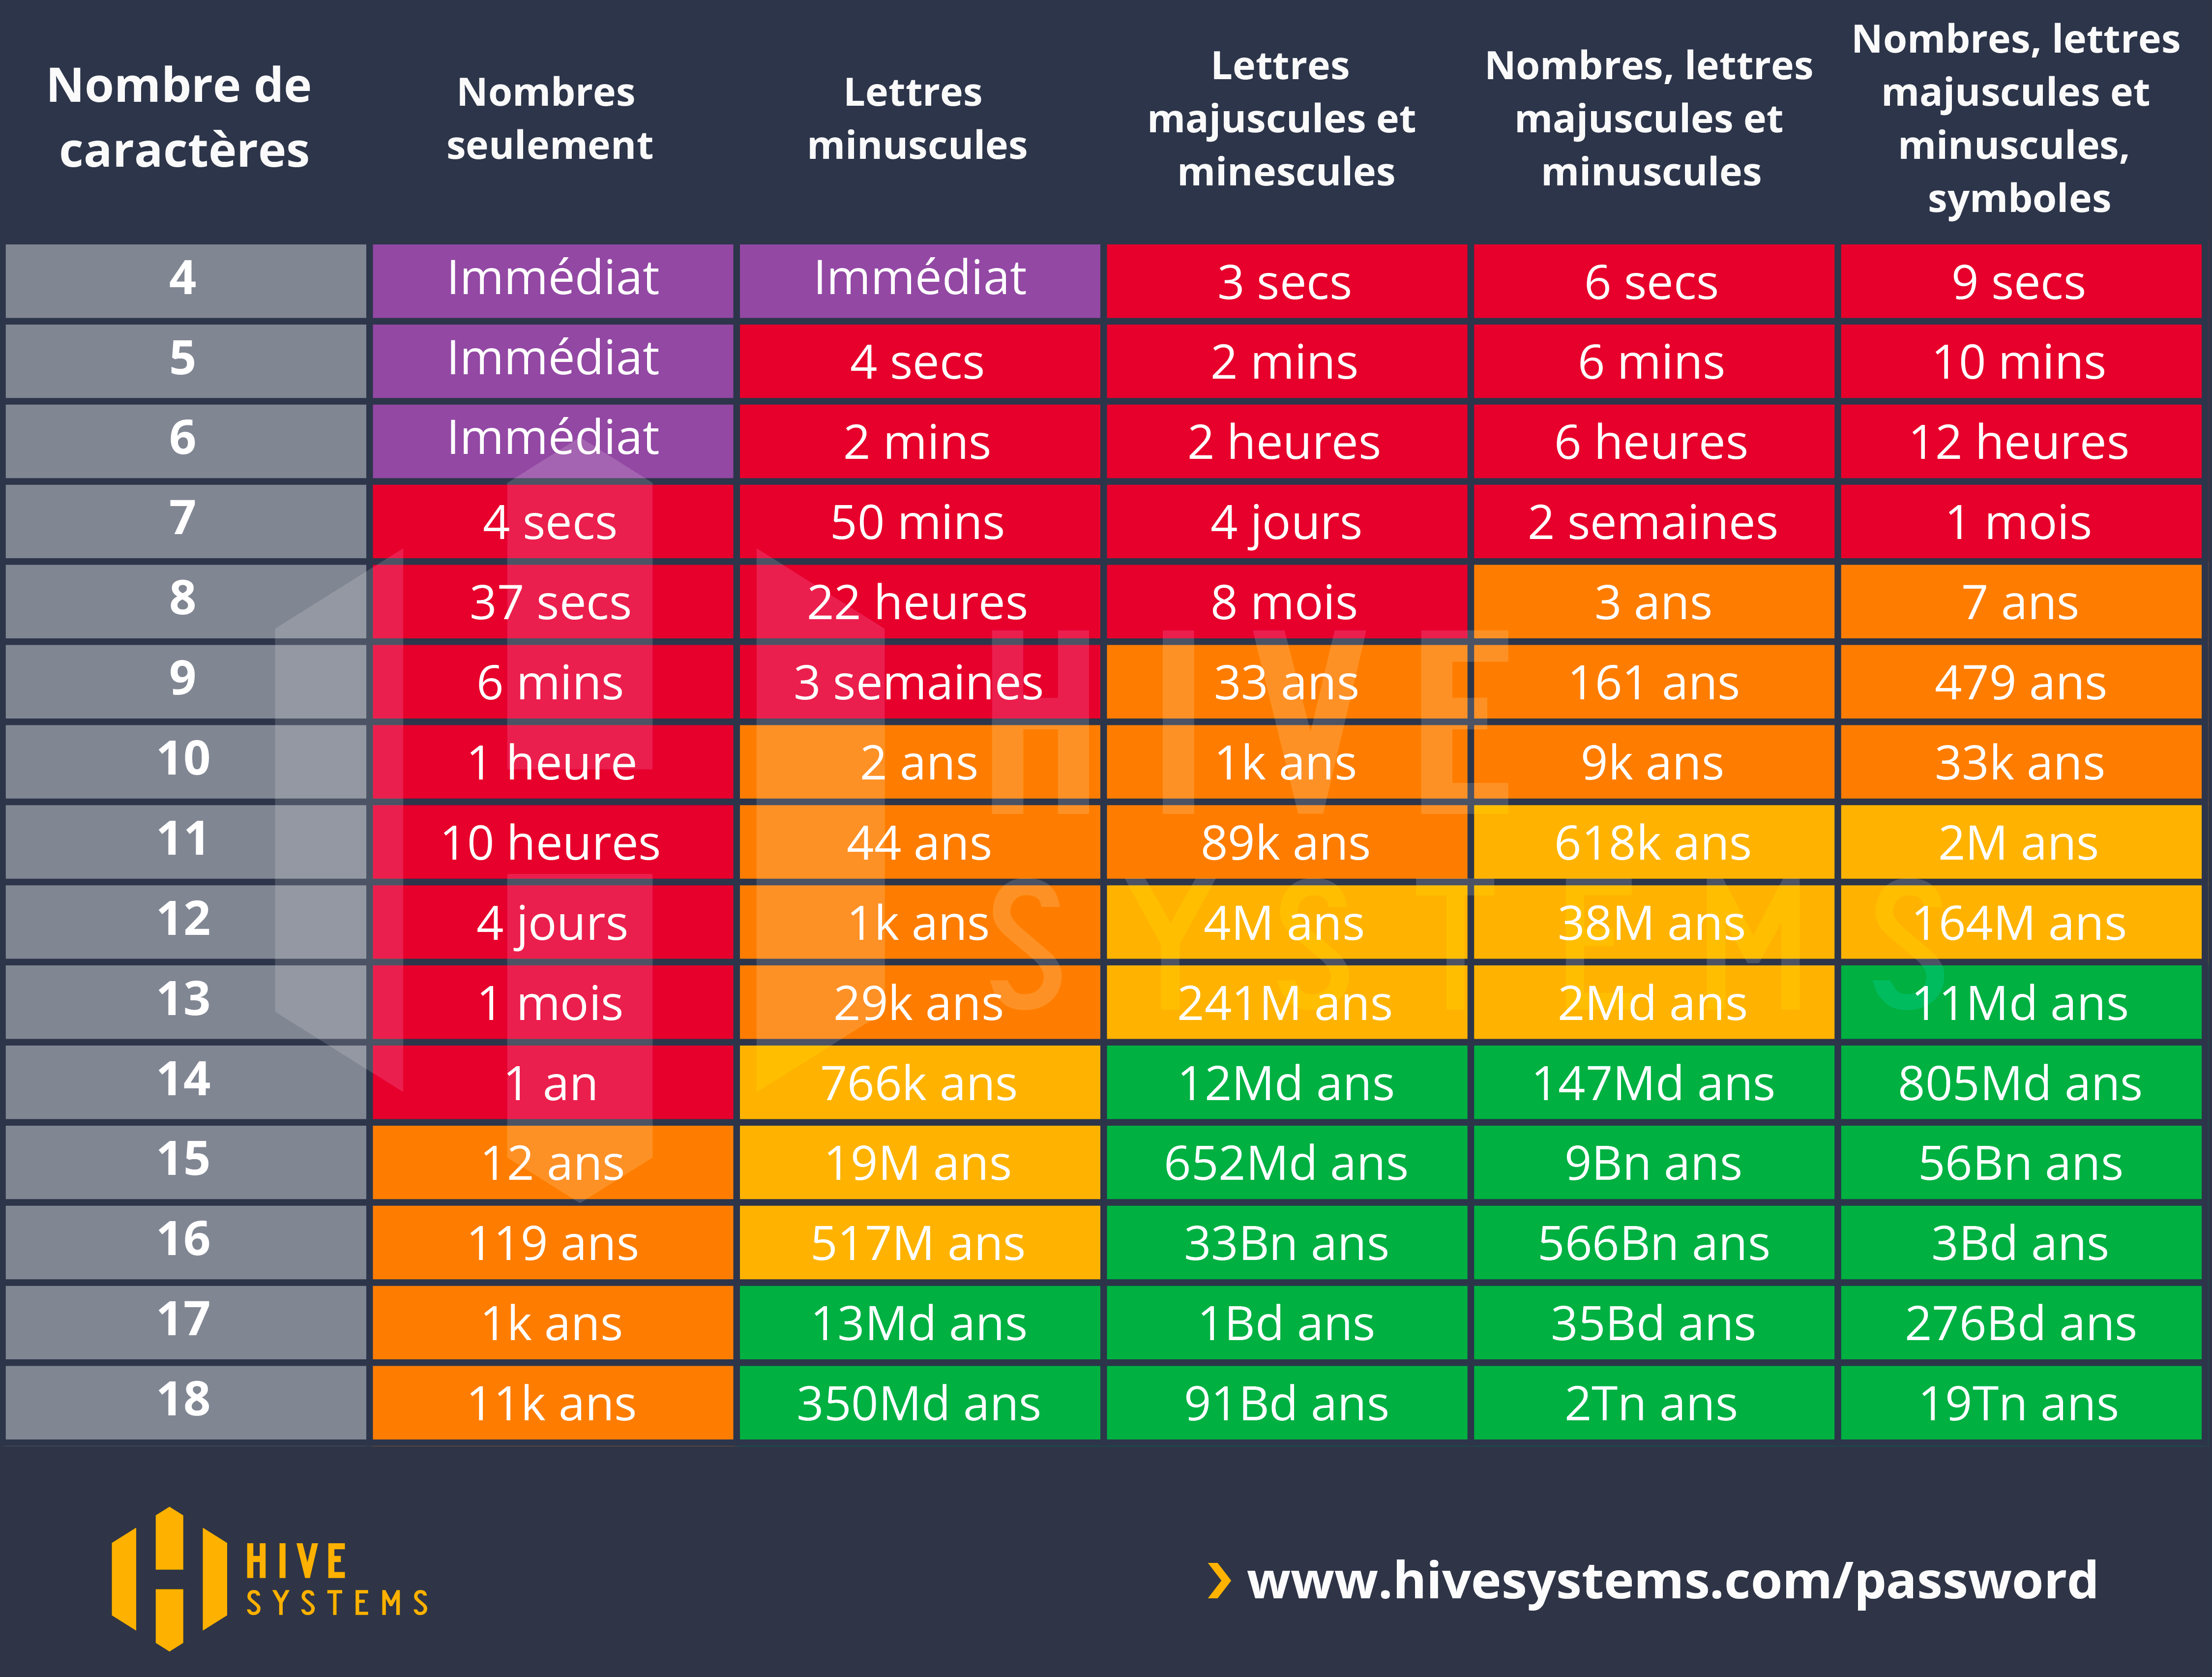 Nombre de
caractères
Nombres
seulement
Lettres
minuscules
Lettres
majuscules et
minescules
Nombres, lettres
majuscules et
minuscules
Nombres, lettres
majuscules et
minuscules,
symboles
4 Immédiat Immédiat 3 secs 6 secs 9 secs
5 Immédiat 4 secs 2 mins 6 mins 10 mins
6 Immédiat 2 mins 2 heures 6 heures 12 heures
7 4 secs 50 mins 4 jours 2 semaines 1 mois
8 37 secs 22 heures 8 mois 3 ans 7 ans
9 6 mins 3 semaines 33 ans 161 ans 479 ans
10 1 heure 2 ans 1k ans 9k ans 33k ans
11 10 heures 44 ans 89k ans 618k ans 2M ans
12 4 jours 1k ans 4M ans 38M ans 164M ans
13 1 mois 29k ans 241M ans 2Md ans 11Md ans
14 1 an 766k ans 12Md ans 147Md ans 805Md ans
15 12 ans 19M ans 652Md ans 9Bn ans 56Bn ans
16 119 ans 517M ans 33Bn ans 566Bn ans 3Bd ans
17 1k ans 13Md ans 1Bd ans 35Bd ans 276Bd ans
18 11k ans 350Md ans 91Bd ans 2Tn ans 19Tn ans
HIVE
SYSTEMS
HIVE
SYSTEMS
www.hivesystems.com/password